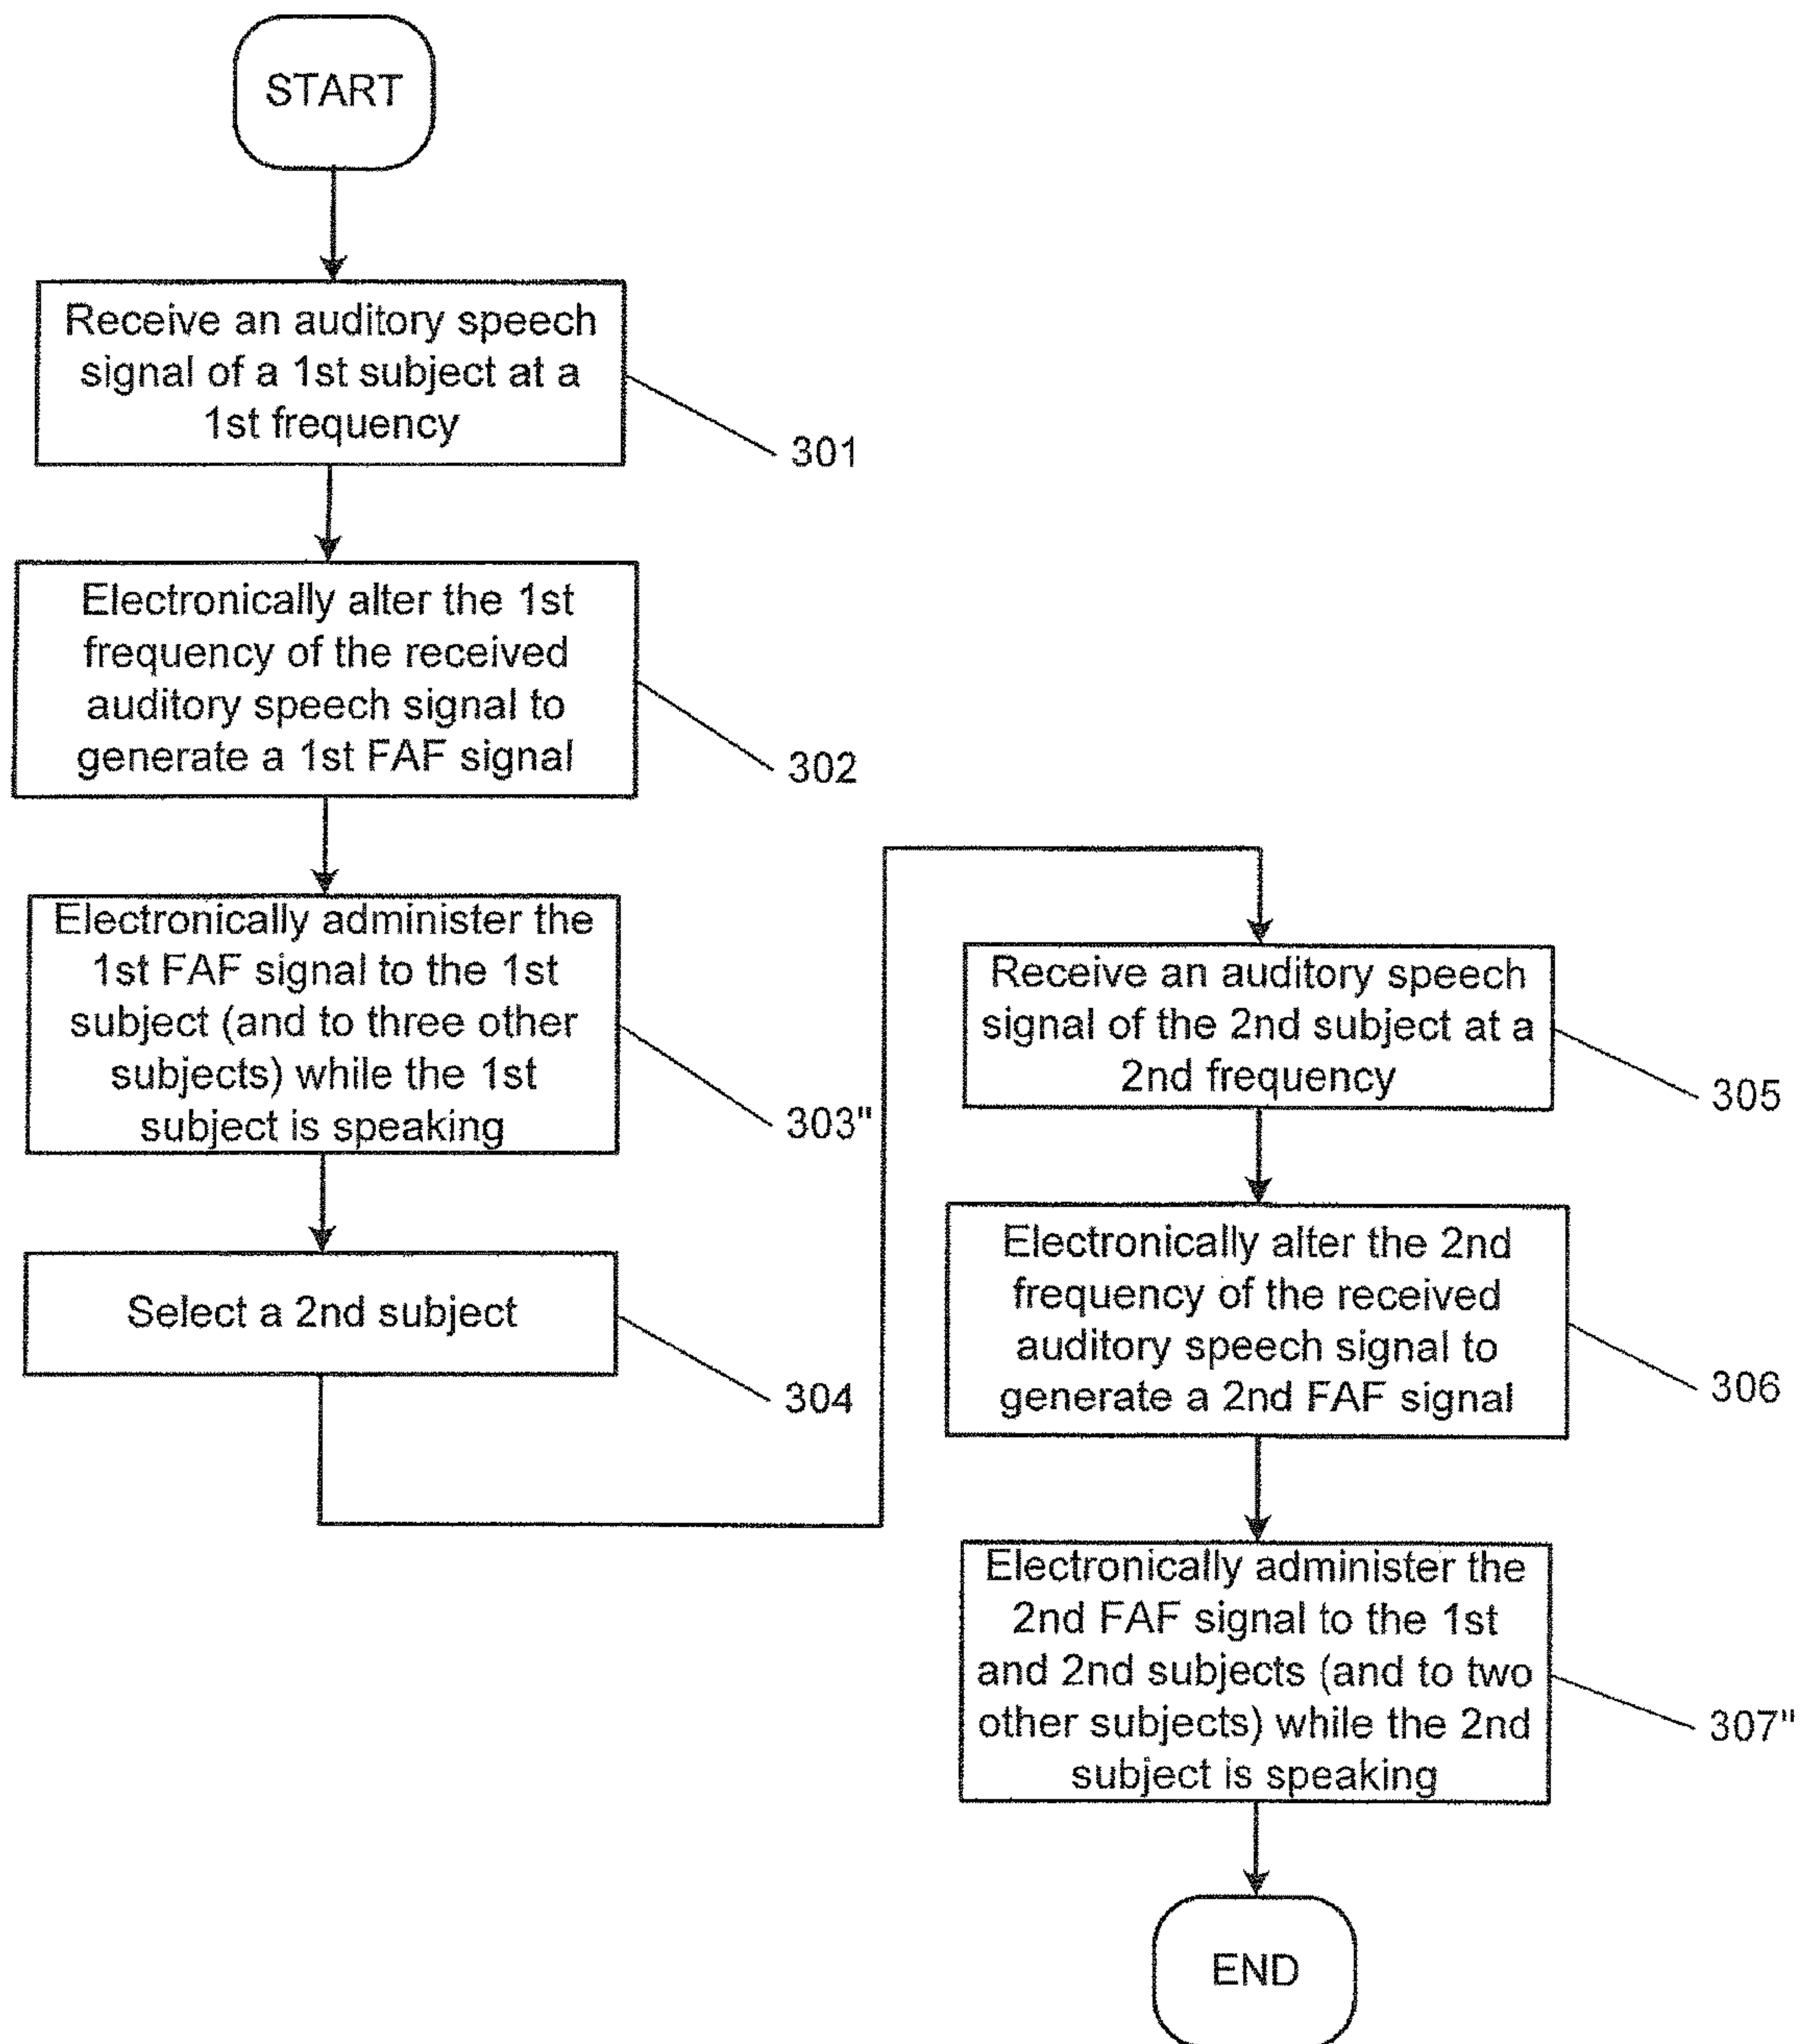 START
Receive an auditory speech
signal of a 1st subject at a
1st frequency
301
Electronically alter the 1st
frequency of the received
auditory speech signal to
generate a 1st FAF signal
302
Electronically administer the
1st FAF signal to the 1st
subject (and to three other
subjects) while the 1st
subject is speaking
303"
Select a 2nd subject
304
Receive an auditory speech
signal of the 2nd subject at a
2nd frequency
305
Electronically alter the 2nd
frequency of the received
auditory speech signal to
generate a 2nd FAF signal
306
Electronically administer the
2nd FAF signal to the 1st
and 2nd subjects (and to two
other subjects) while the 2nd
subject is speaking
307"
END